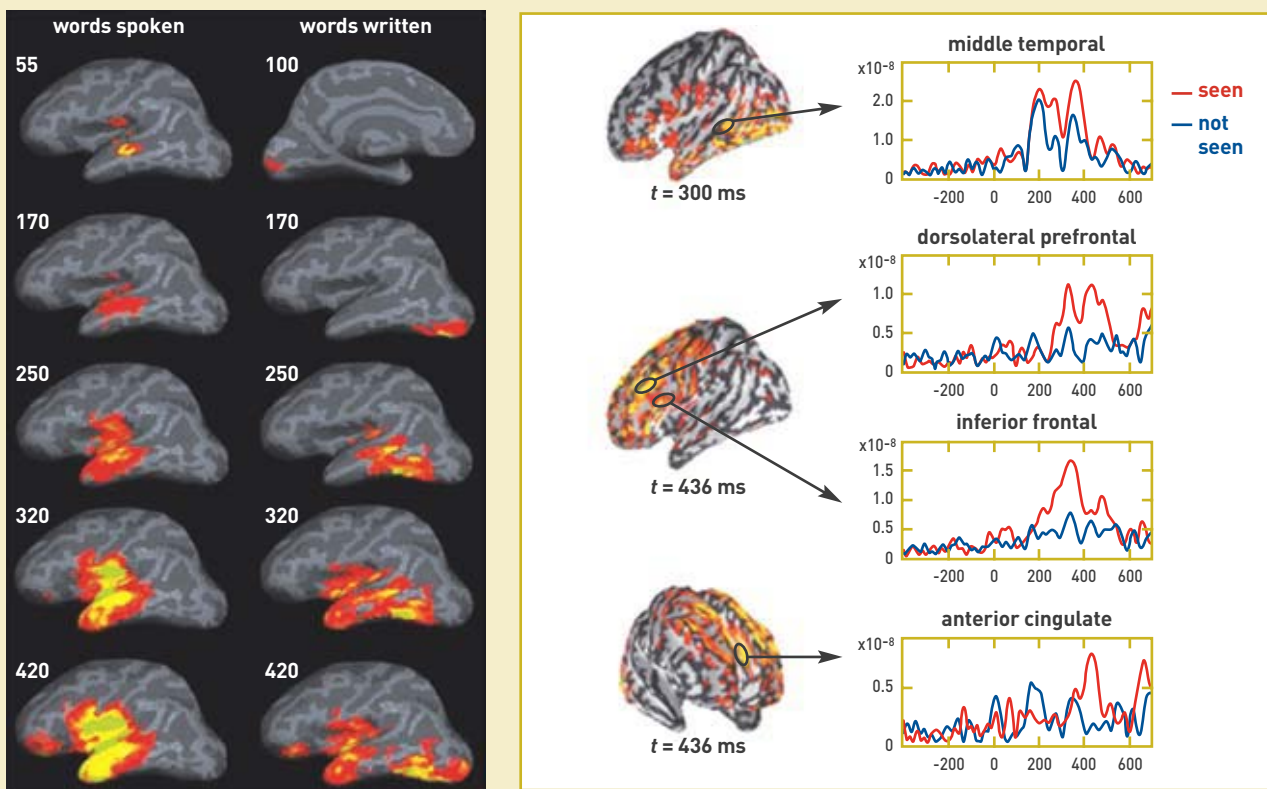 words spoken
words written
55
100
170
170
250
250
320
320
420
420
t = 300 ms
middle temporal
x10-8
2.0
1.0
0
-200 0 200 400 600
seen
not
seen
t = 436 ms
dorsolateral prefrontal
x10-8
1.0
0.5
0
-200 0 200 400 600
inferior frontal
x10-8
1.5
1.0
0.5
0
-200 0 200 400 600
t = 436 ms
anterior cingulate
x10-8
0.5
0
-200 0 200 400 600